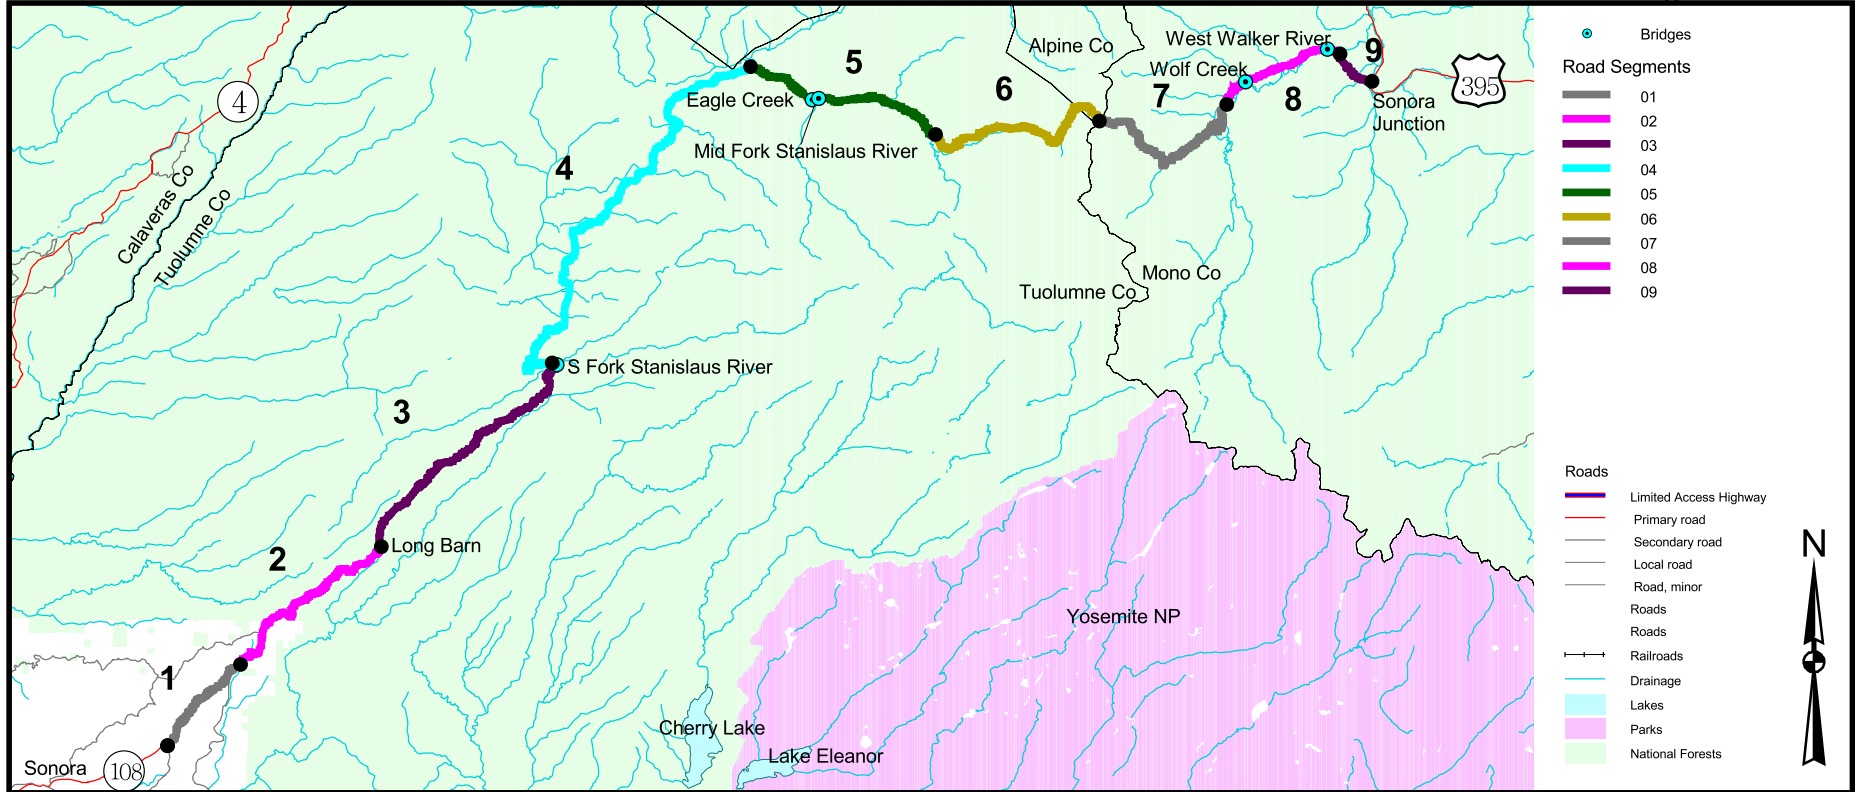 Alpine Co
West Walker River
9
Bridges
5
Wolf Creek
395
Road Segments
4
Eagle Creek
6
7
8
Sonora
Junction
01
02
03
04
05
06
07
08
09
Mid Fork Stanislaus River
4
Calaveras Co
Tuolumne Co
Mono Co
Tuolumne Co
S Fork Stanislaus River
3
Long Barn
2
Roads
Limited Access Highway
Primary road
Secondary road
Local road
Road, minor
Roads
Roads
Railroads
Drainage
Lakes
Parks
National Forests
N
Yosemite NP
1
Cherry Lake
Lake Eleanor
Sonora
108